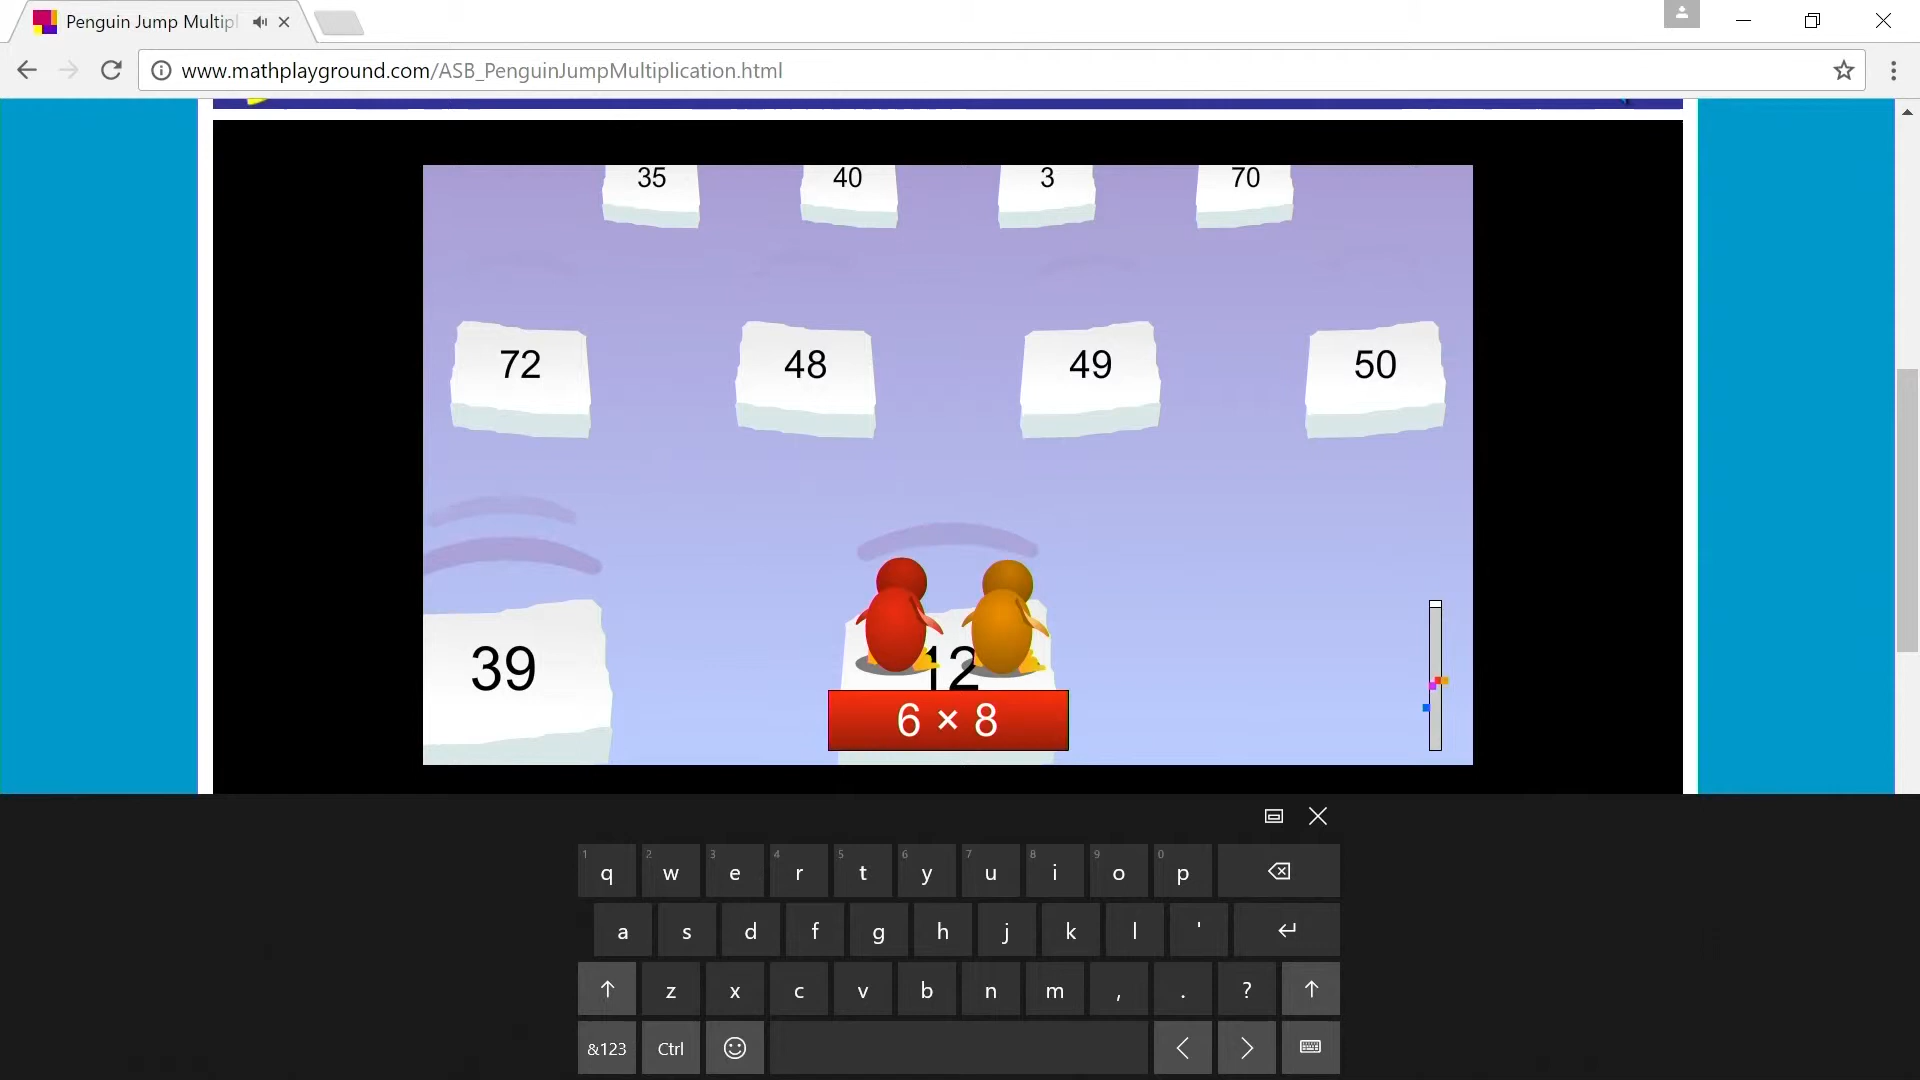 Penguin Jump Multipl
www.mathplayground.com/ASB_PenguinJumpMultiplication.html
35 40 3 70
72 48 49 50
39 12
6 × 8
1 2 3 4 5 6 7 8 9 0
q w e r t y u i o p
a s d f g h j k l '
z x c v b n m , . ?
&123 Ctrl